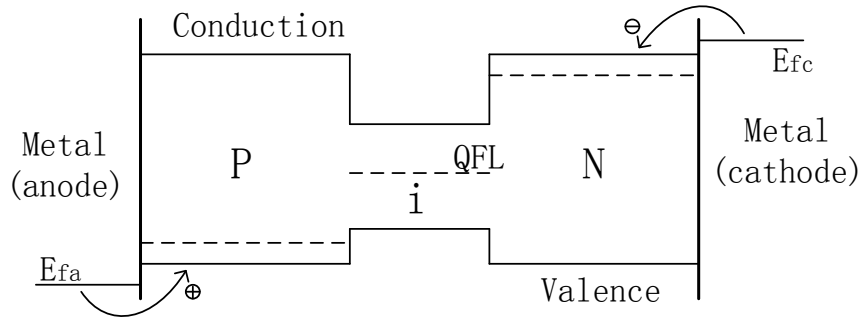 Conduction
Efc
Metal
(anode)
P
QFL
i
N
Metal
(cathode)
Efa
Valence